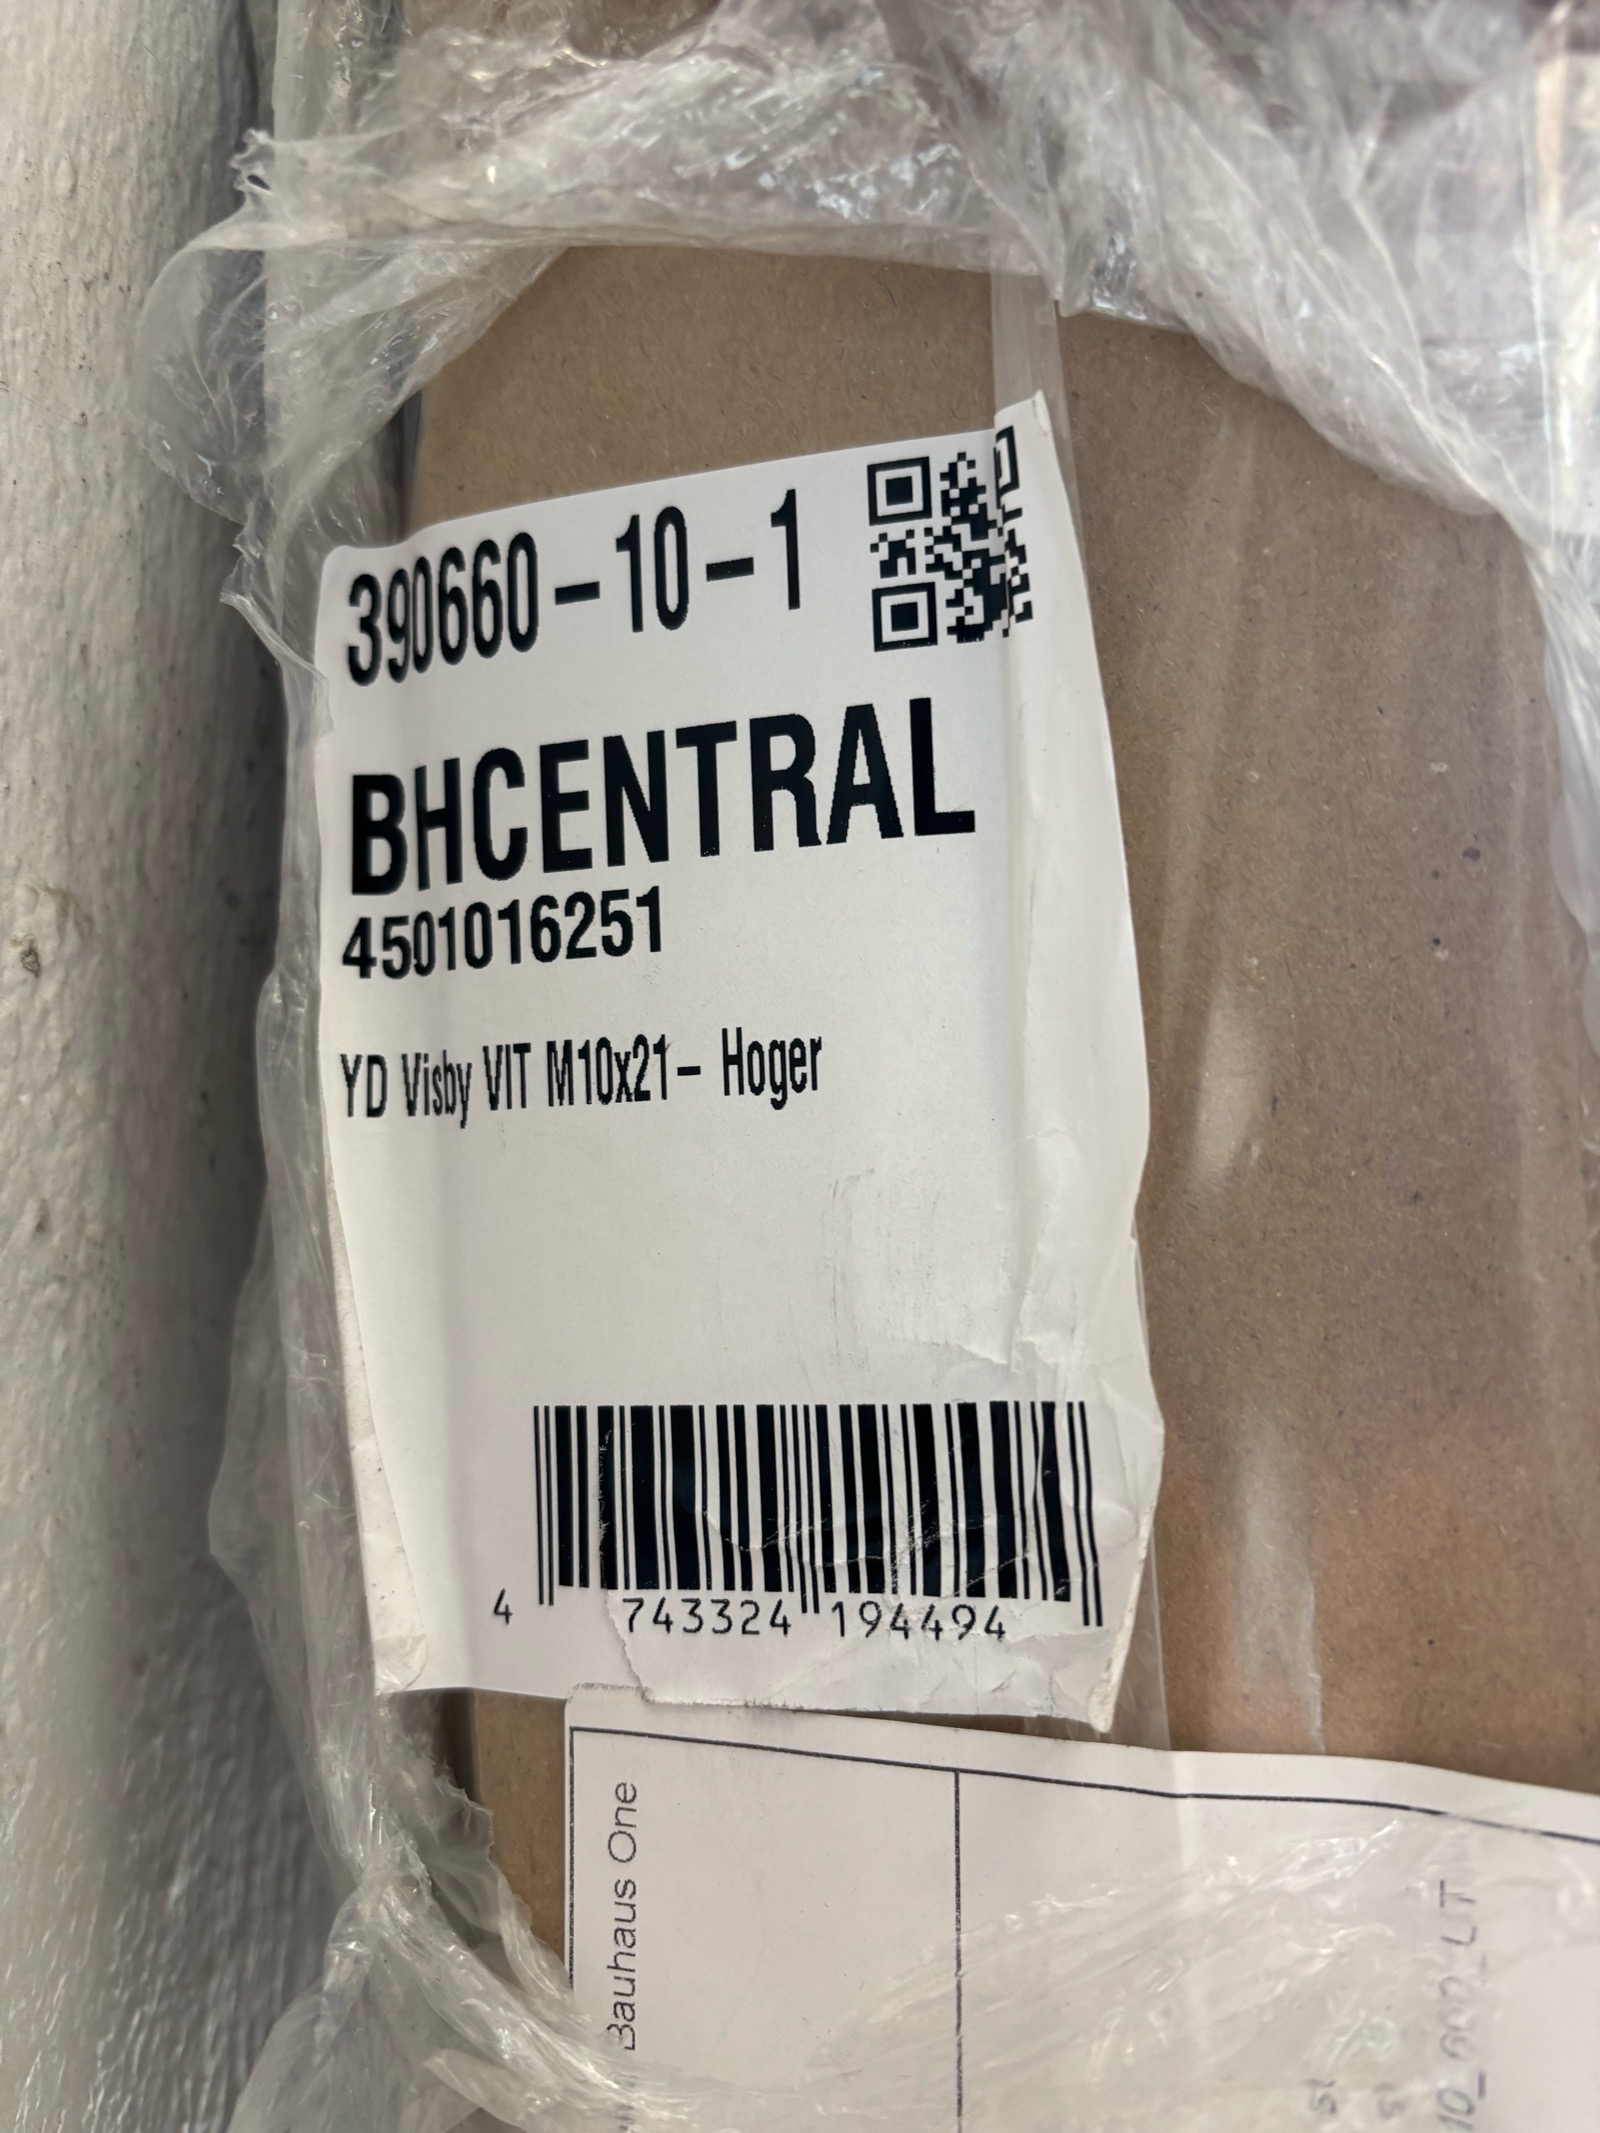 390660-10-1
BHCENTRAL
4501016251
YD Visby VIT M10x21- Hoger
4 743324 194494
Bauhaus One